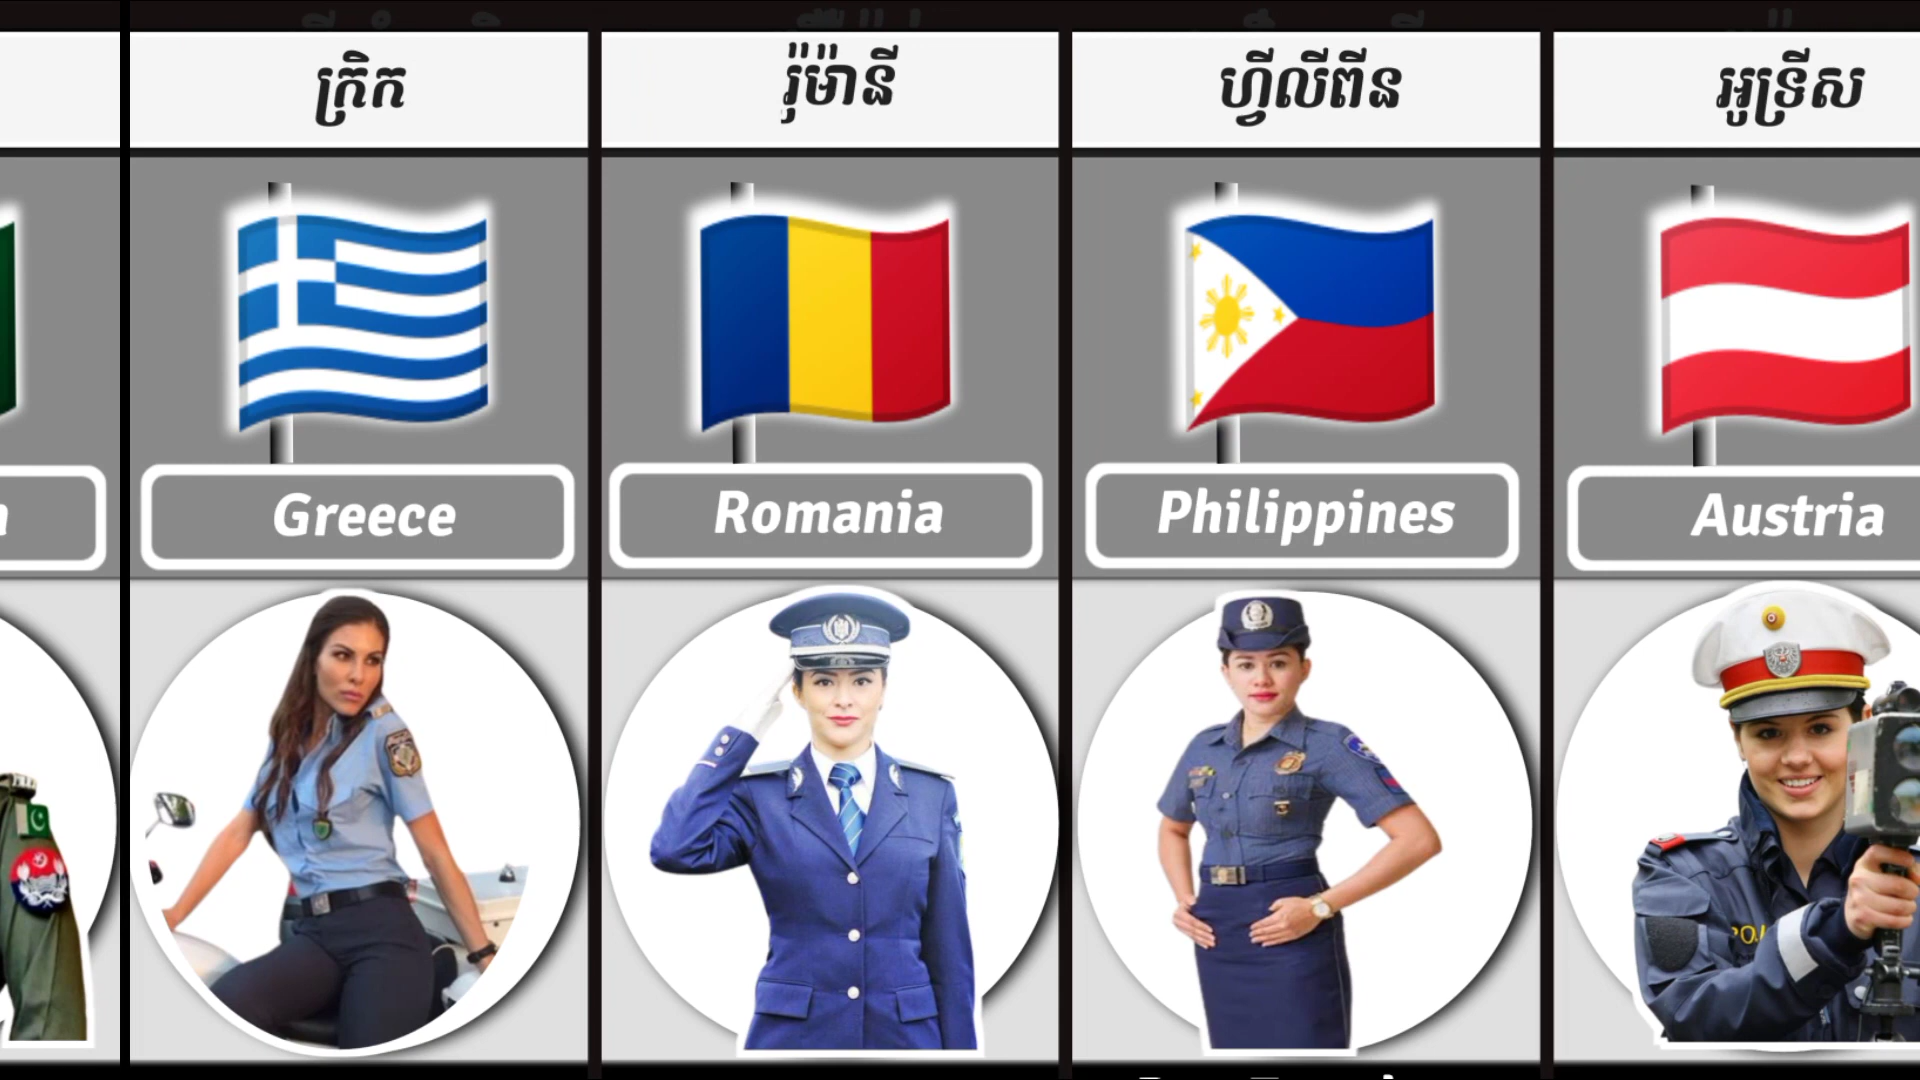 ក្រិក
រ៉ូម៉ានី
ហ្វីលីពីន
អូទ្រីស
Greece
Romania
Philippines
Austria